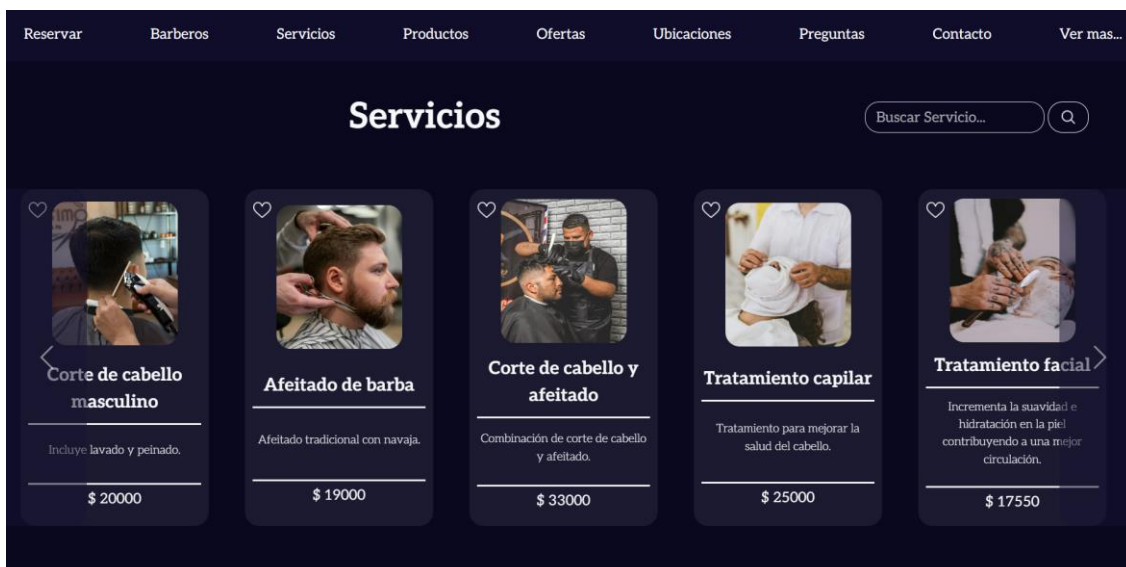 Reservar Barberos Servicios Productos Ofertas Ubicaciones Preguntas Contacto Ver mas...
Servicios
Buscar Servicio...
Corte de cabello
masculino
Incluye lavado y peinado.
$ 20000
Afeitado de barba
Afeitado tradicional con navaja.
$ 19000
Corte de cabello y
afeitado
Combinación de corte de cabello
y afeitado.
$ 33000
Tratamiento capilar
Tratamiento para mejorar la
salud del cabello.
$ 25000
Tratamiento facial
Incrementa la suavidad e
hidratación en la piel
contribuyendo a una mejor
circulación.
$ 17550